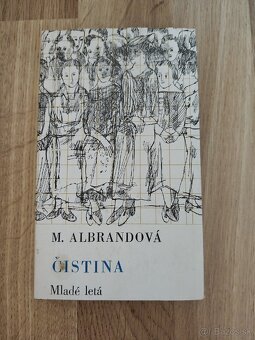 M. ALBRANDOVÁ
ČISTINA
Mladé letá